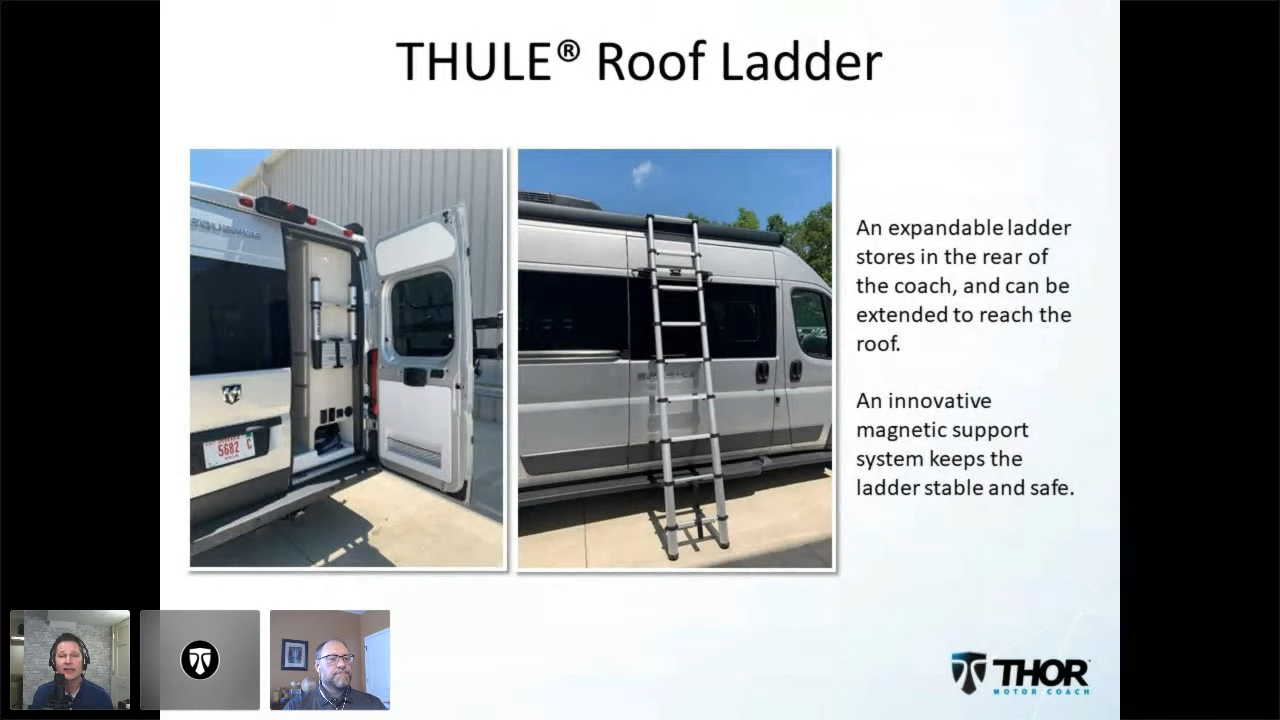 THULE® Roof Ladder
5682
An expandable ladder
stores in the rear of
the coach, and can be
extended to reach the
roof.
An innovative
magnetic support
system keeps the
ladder stable and safe.
THOR
MOTOR COACH